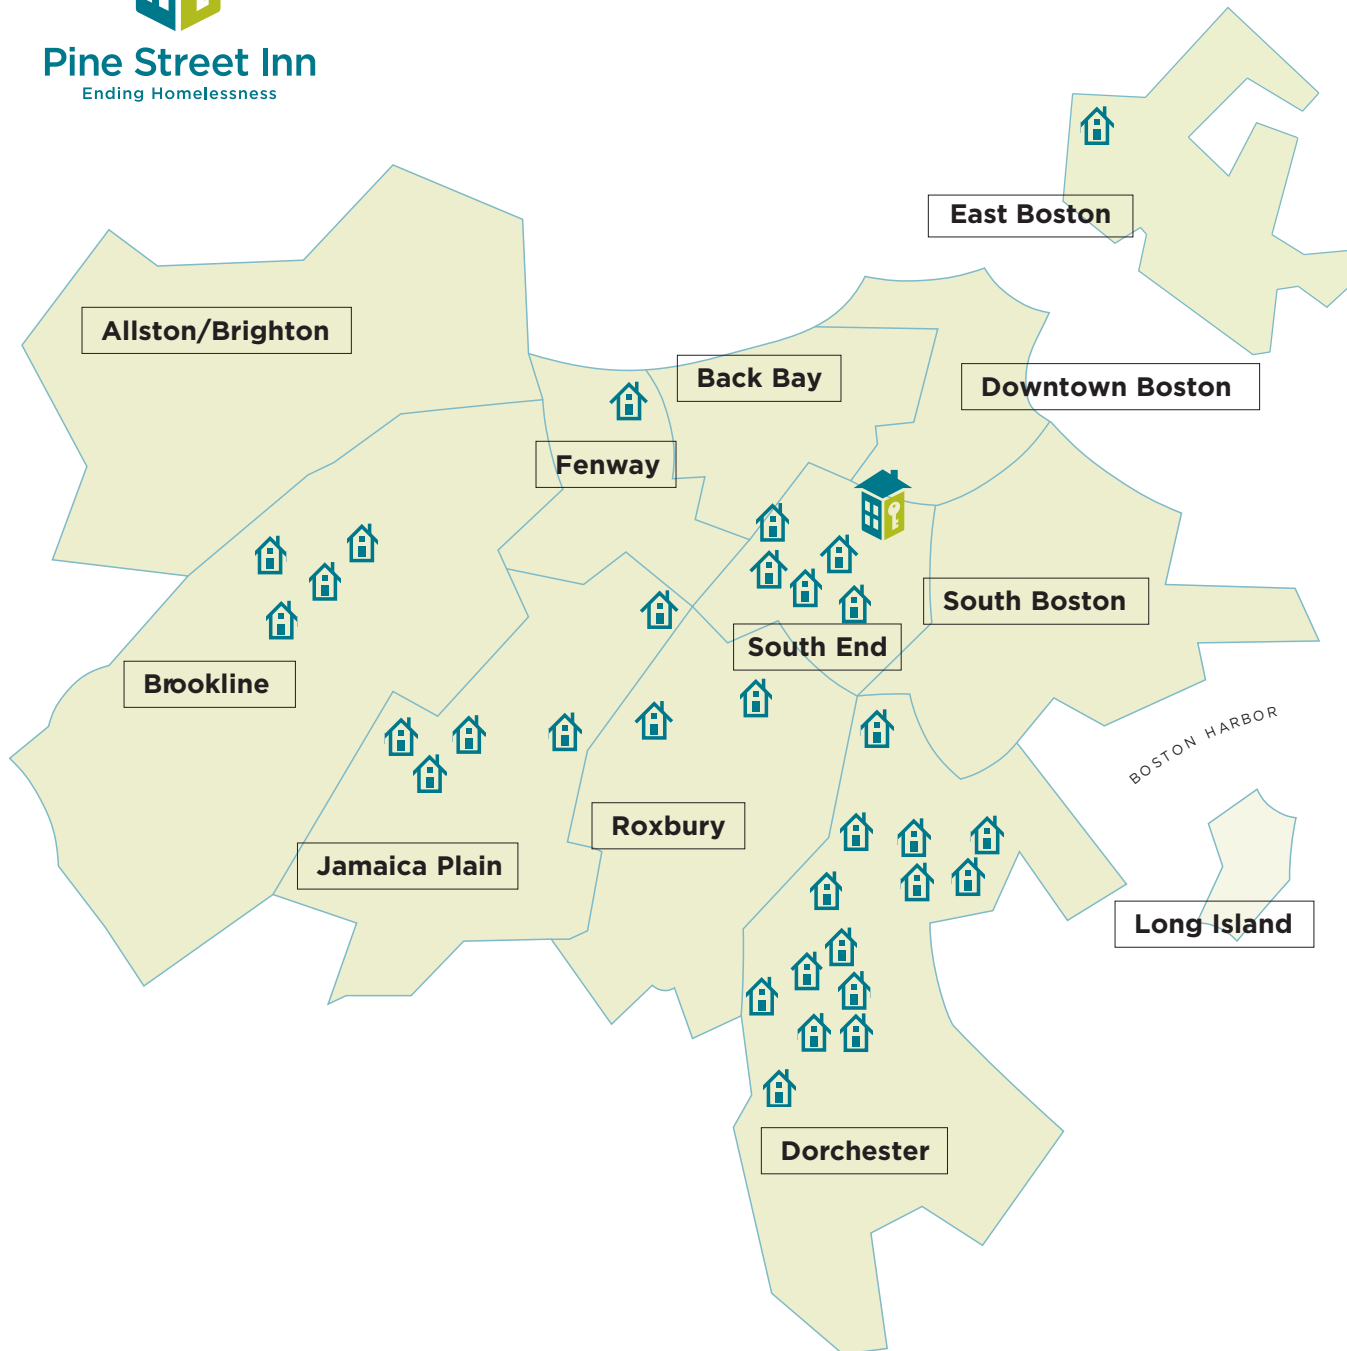 Pine Street Inn
Ending Homelessness
East Boston
Allston/Brighton
Back Bay
Downtown Boston
Fenway
South Boston
South End
Brookline
BOSTON HARBOR
Roxbury
Jamaica Plain
Long Island
Dorchester